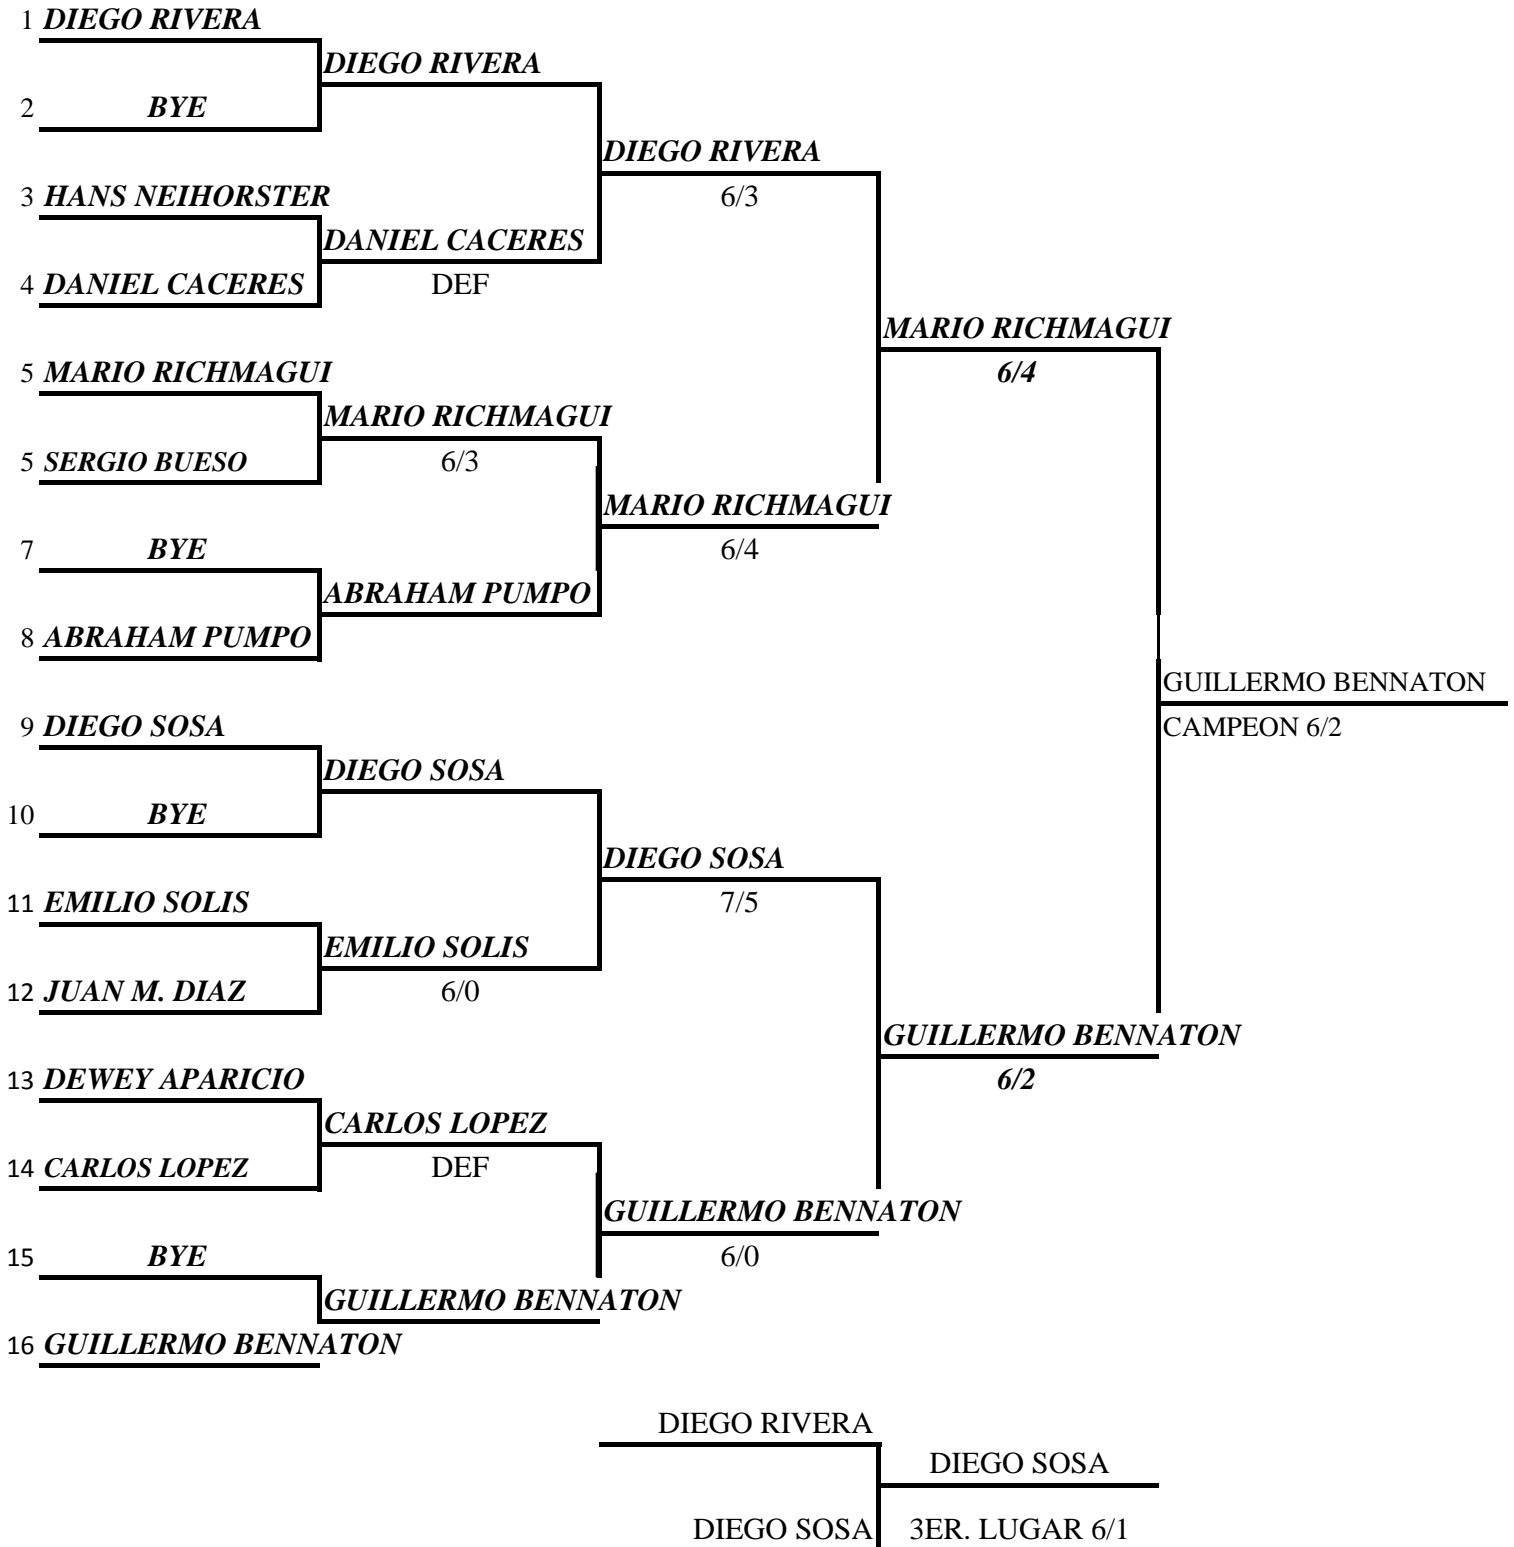 1 DIEGO RIVERA
DIEGO RIVERA
2 BYE
DIEGO RIVERA
3 HANS NEIHORSTER
6/3
DANIEL CACERES
4 DANIEL CACERES
DEF
MARIO RICHMAGUI
5 MARIO RICHMAGUI
6/4
MARIO RICHMAGUI
5 SERGIO BUESO
6/3
MARIO RICHMAGUI
7 BYE
6/4
ABRAHAM PUMPO
8 ABRAHAM PUMPO
GUILLERMO BENNATON
9 DIEGO SOSA
CAMPEON 6/2
DIEGO SOSA
10 BYE
DIEGO SOSA
11 EMILIO SOLIS
7/5
EMILIO SOLIS
12 JUAN M. DIAZ
6/0
GUILLERMO BENNATON
13 DEWEY APARICIO
6/2
CARLOS LOPEZ
14 CARLOS LOPEZ
DEF
GUILLERMO BENNATON
15 BYE
6/0
GUILLERMO BENNATON
16 GUILLERMO BENNATON
DIEGO RIVERA
DIEGO SOSA
DIEGO SOSA
3ER. LUGAR 6/1